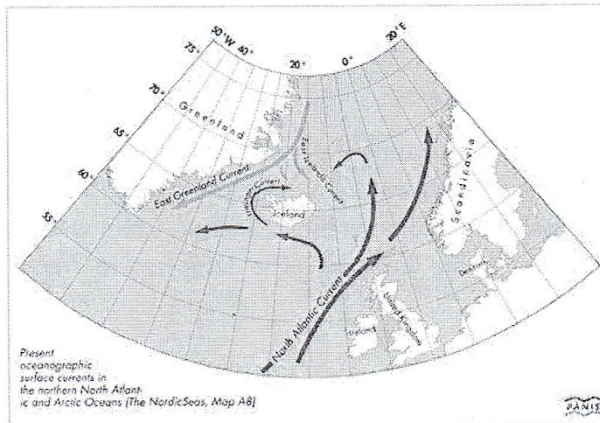 50°W
40°
20°
0°
20°E
75°
70°
65°
60°
55°
Greenland
East Greenland Current
East Icelandic Current
Irminger Current
Iceland
Scandinavia
Denmark
North Atlantic Current
United Kingdom
Ireland
Present
oceanographic
surface currents in
the northern North Atlant-
ic and Arctic Oceans (The NordicSeas, Map A8)
PANIS